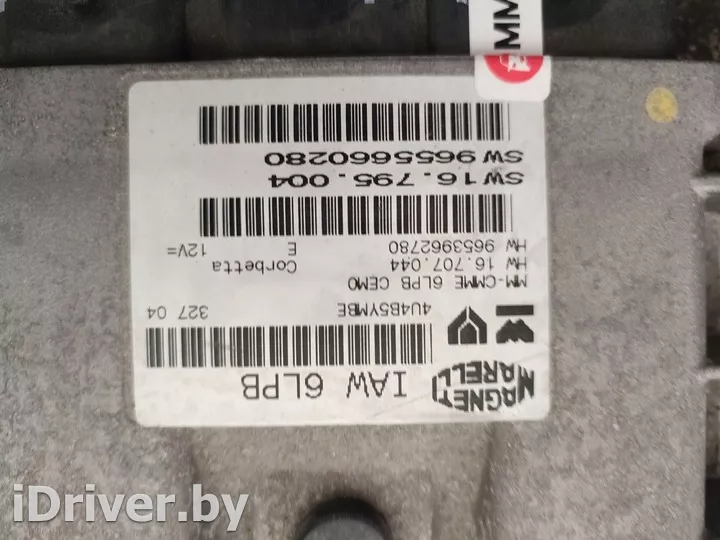 MAGNETI
MARELLI
IAW 6LPB
4U4B5YMBE 327 04
MM-CMME 6LPB CEMO
HW 16.707.044 Corbetta
HW 9653962780 E 12V=
SW 16.795.004
SW 9655660280
MM
iDriver.by